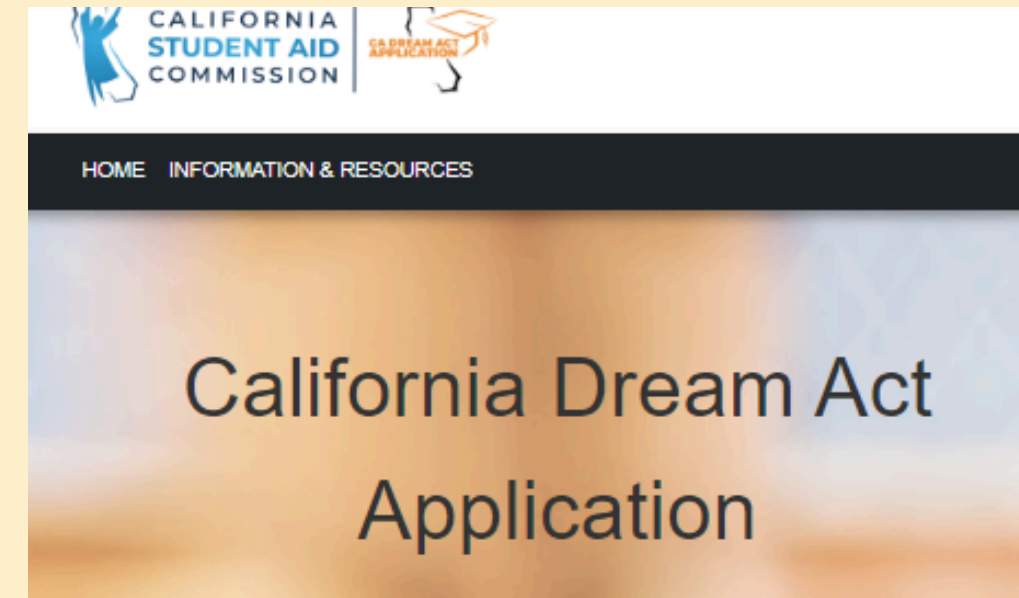 CALIFORNIA
STUDENT AID
COMMISSION
CA DREAM ACT
APPLICATION
HOME INFORMATION & RESOURCES
California Dream Act
Application